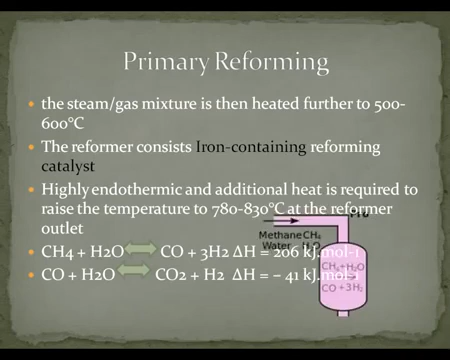 Primary Reforming
• the steam/gas mixture is then heated further to 500-
600°C
• The reformer consists Iron-containing reforming
catalyst
• Highly endothermic and additional heat is required to
raise the temperature to 780-830°C at the reformer
outlet
• CH4 + H2O CO + 3H2 ΔH = 206 kJ.mol-1
• CO + H2O CO2 + H2 ΔH = – 41 kJ.mol-1
Methane CH4
Water H2O
CH4 + H2O
CO + 3H2